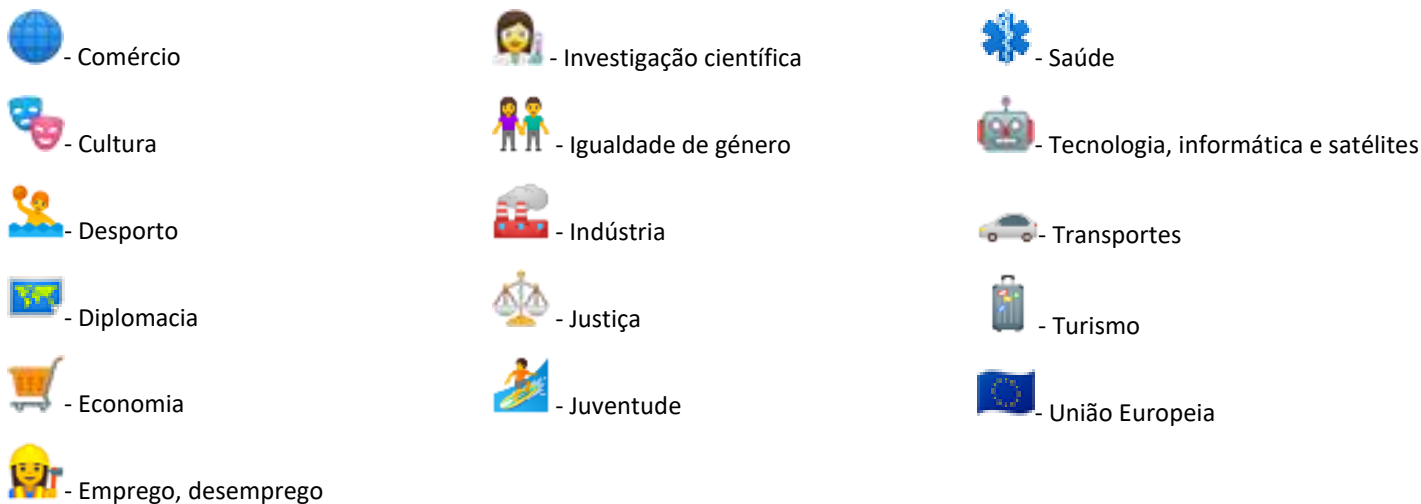 - Comércio
- Cultura
- Desporto
- Diplomacia
- Economia
- Emprego, desemprego
- Investigação científica
- Igualdade de género
- Indústria
- Justiça
- Juventude
- Saúde
- Tecnologia, informática e satélites
- Transportes
- Turismo
- União Europeia